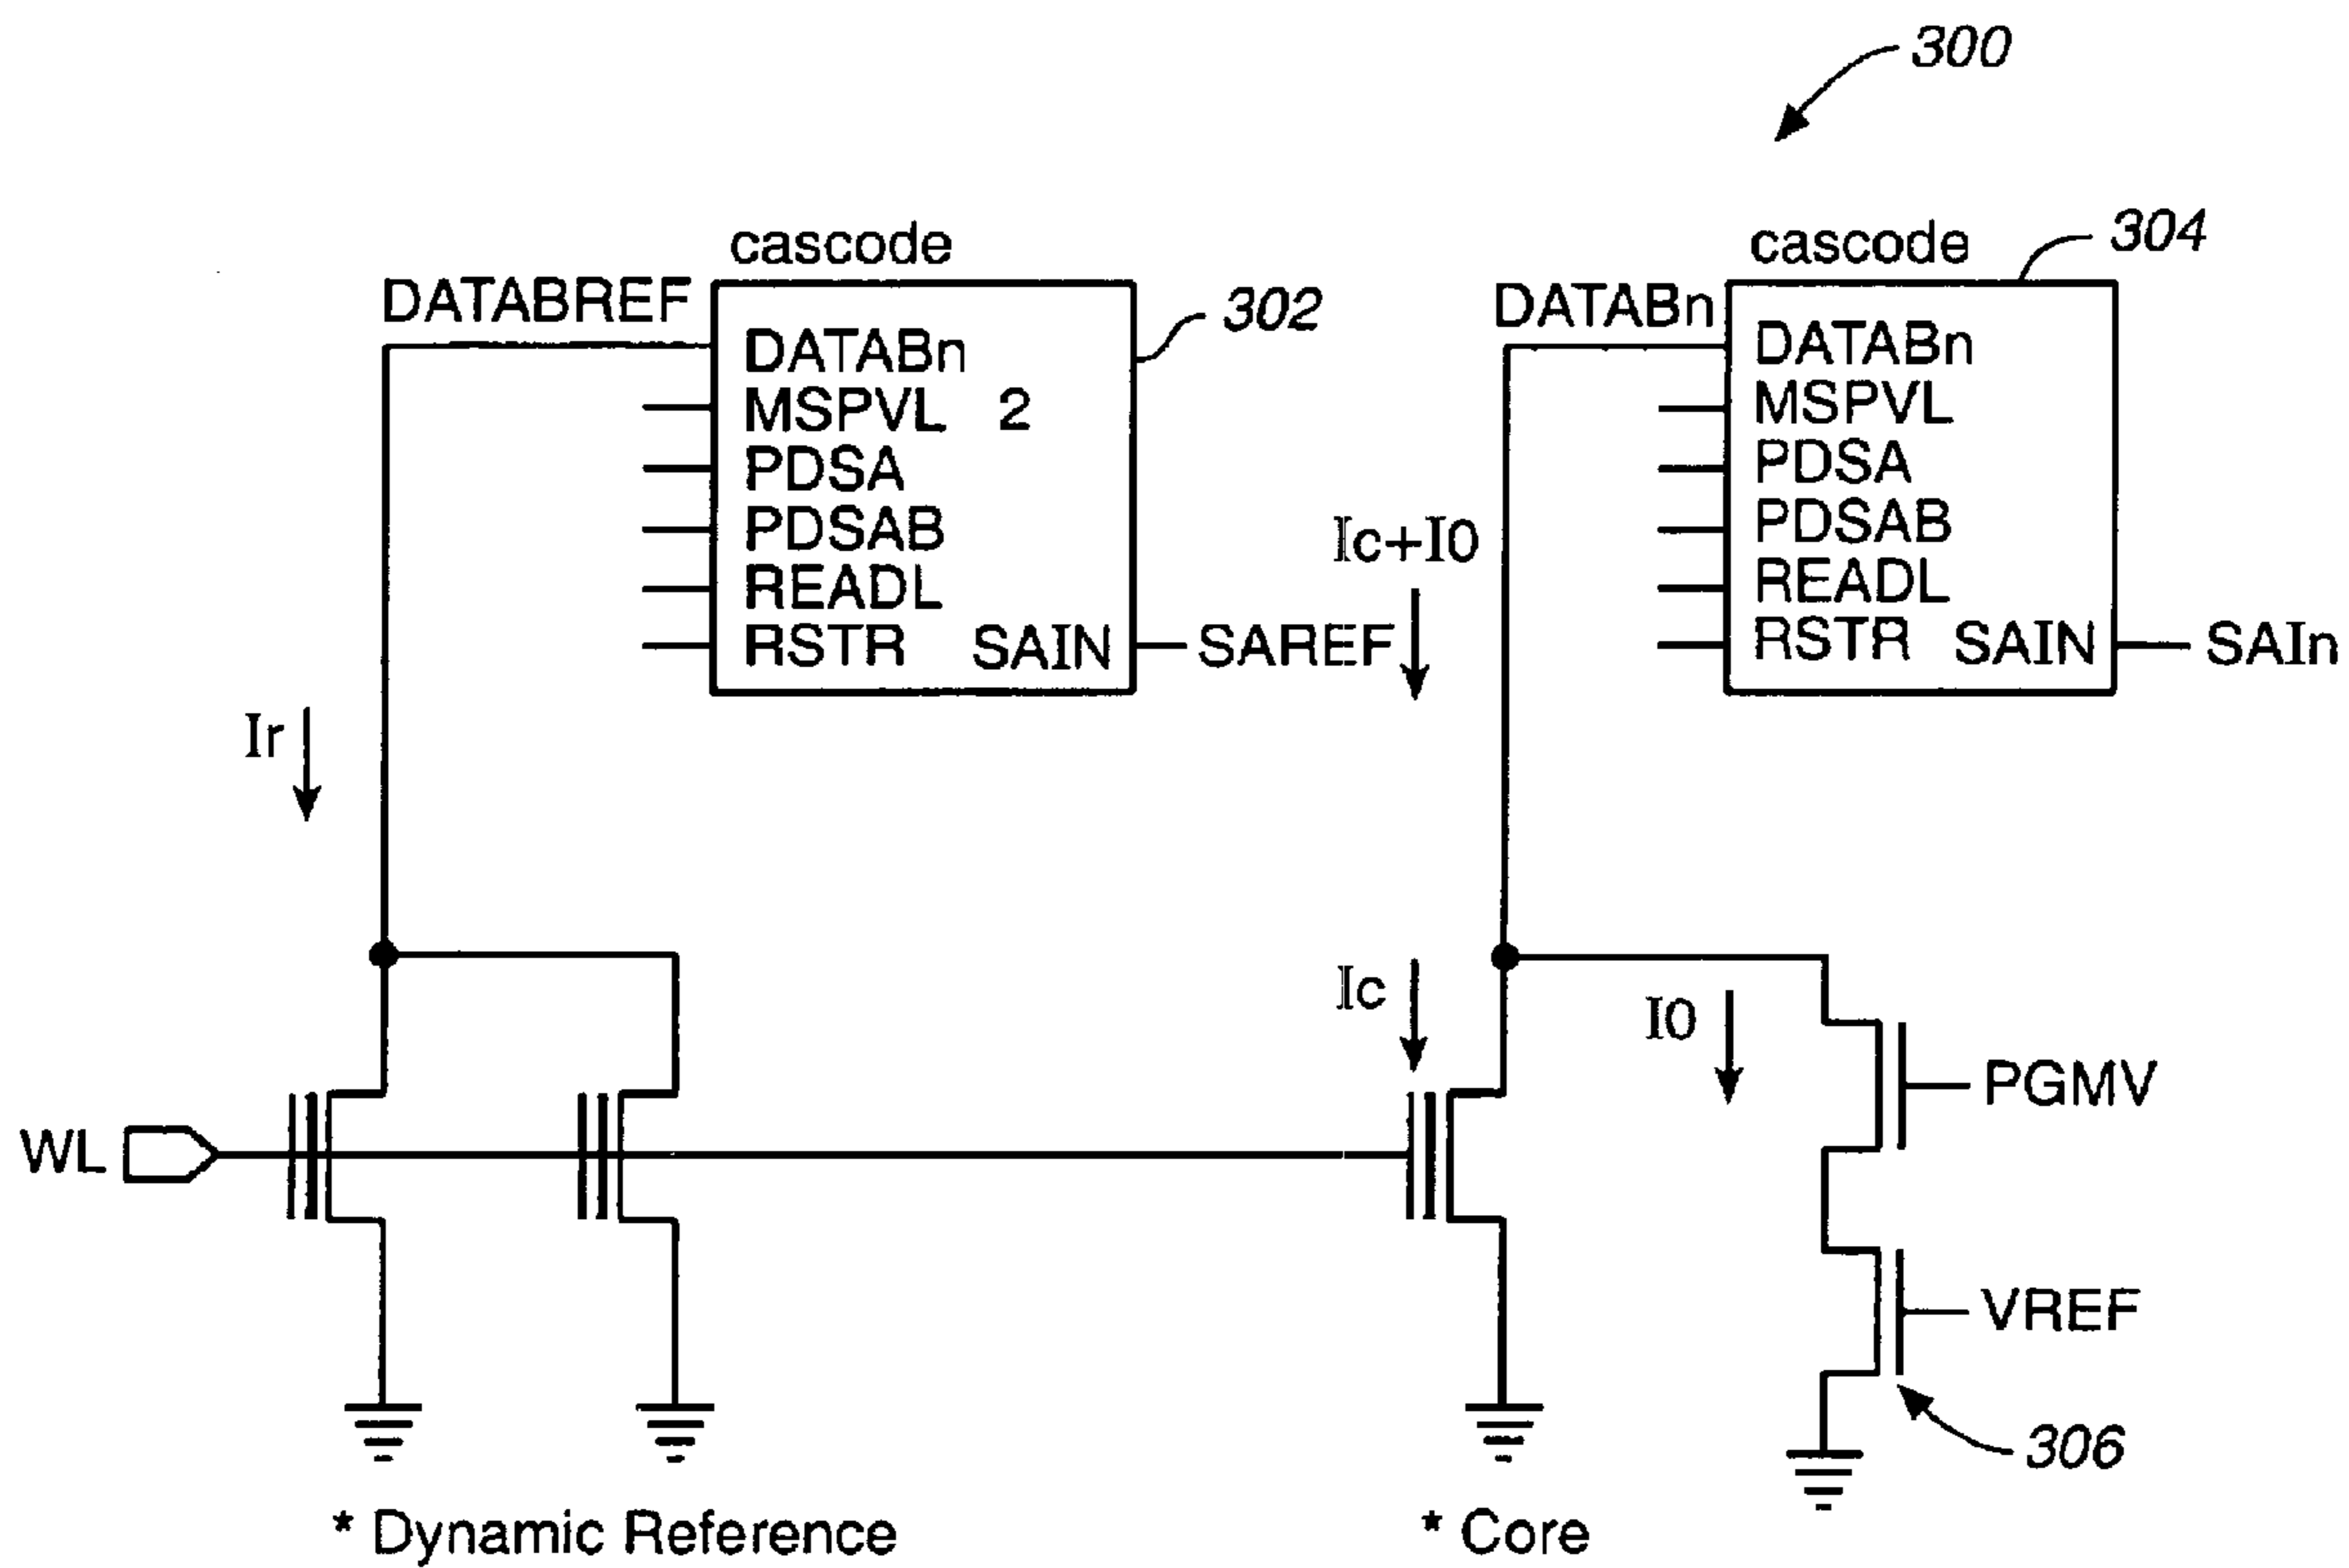 300
cascode
304
cascode
DATABREF
302
DATABn
DATABn
MSPVL 2
PDSA
PDSAB
READL
RSTR SAIN
SAREF
DATABn
MSPVL
PDSA
PDSAB
READL
RSTR SAIN
SAIn
Ic+I0
Ir
Ic
I0
PGMV
WL
VREF
306
* Dynamic Reference
* Core